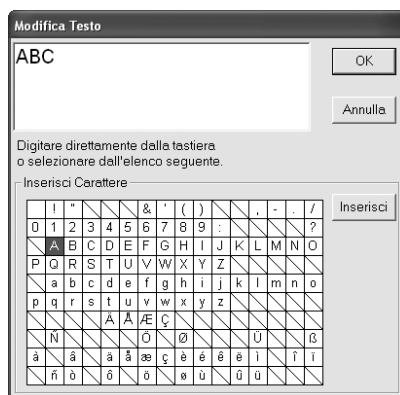 Modifica Testo
ABC
OK
Annulla
Digitare direttamente dalla tastiera
o selezionare dall'elenco seguente.
Inserisci Carattere
Inserisci
! " & ' ( ) , - . /
0 1 2 3 4 5 6 7 8 9 : ?
A B C D E F G H I J K L M N O
P Q R S T U V W X Y Z
a b c d e f g h i j k l m n o
p q r s t u v w x y z
Ä Å Æ Ç
Ñ Ö Ø Ü ß
à â ä å æ ç è é ê ë ì î ï
ñ ò ô ö ø ù û ü